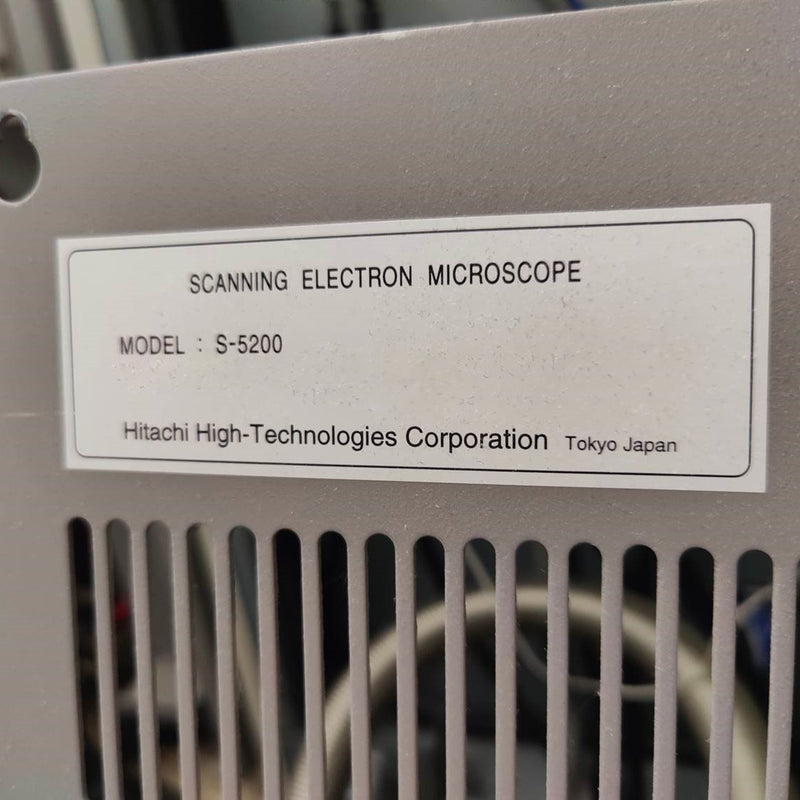 SCANNING ELECTRON MICROSCOPE
MODEL : S-5200
Hitachi High-Technologies Corporation Tokyo Japan